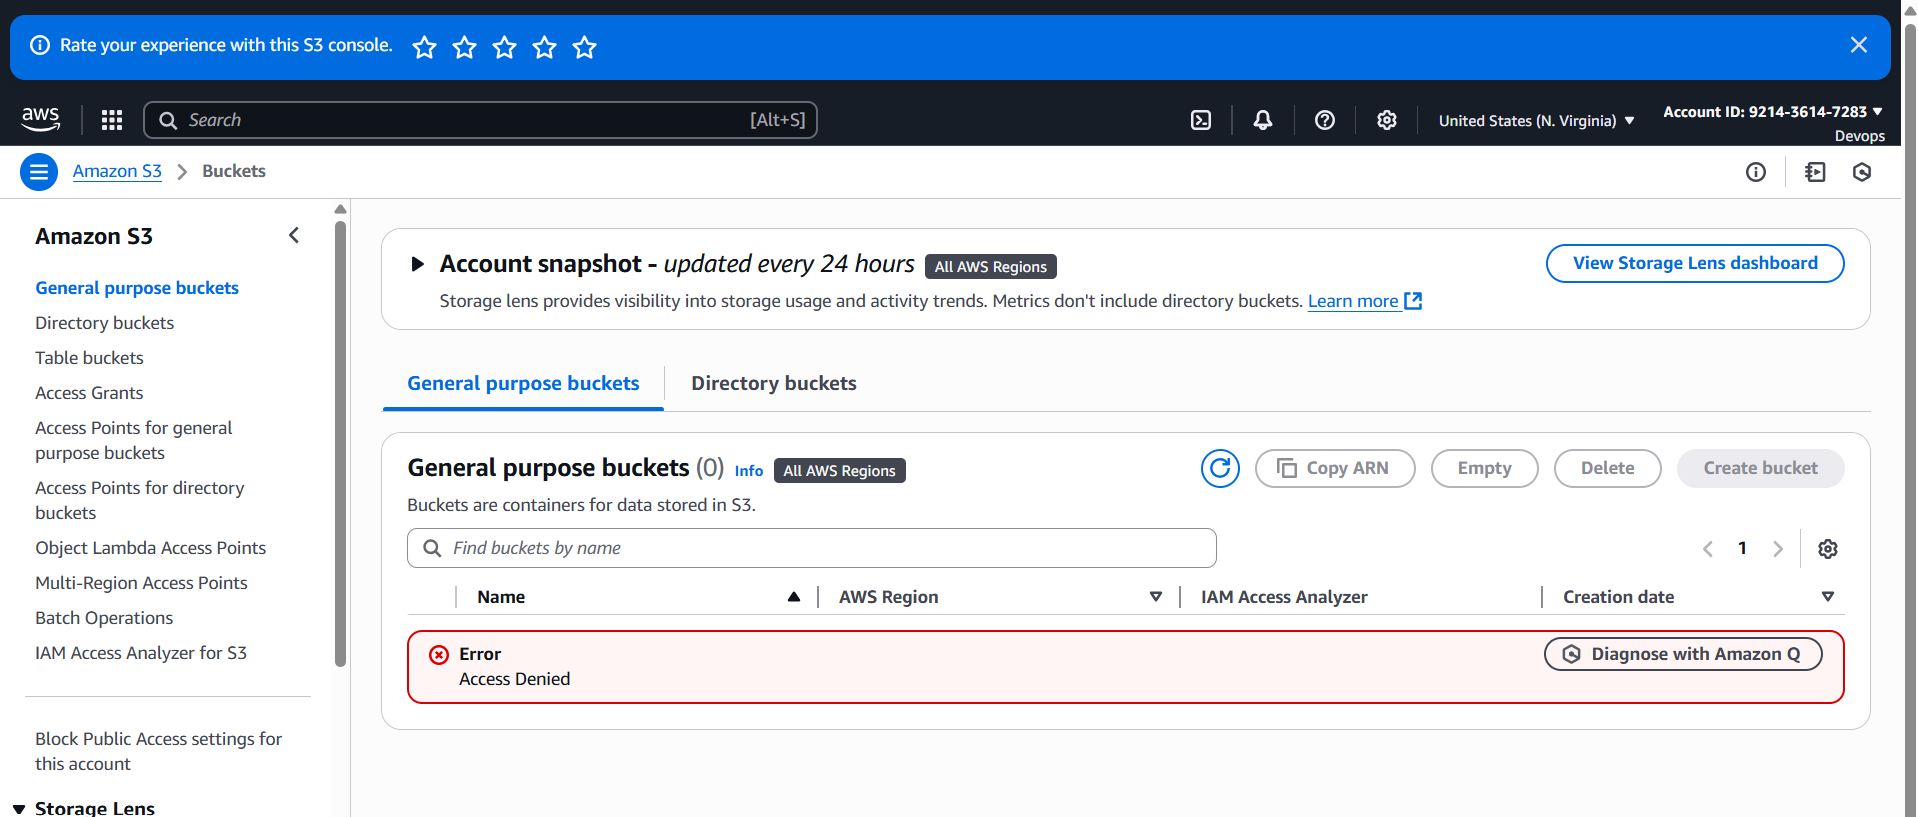 Rate your experience with this S3 console.
aws
Search [Alt+S]
United States (N. Virginia)
Account ID: 9214-3614-7283
Devops
Amazon S3 > Buckets
Amazon S3
General purpose buckets
Directory buckets
Table buckets
Access Grants
Access Points for general
purpose buckets
Access Points for directory
buckets
Object Lambda Access Points
Multi-Region Access Points
Batch Operations
IAM Access Analyzer for S3
Block Public Access settings for
this account
Storage Lens
Account snapshot - updated every 24 hours All AWS Regions
View Storage Lens dashboard
Storage lens provides visibility into storage usage and activity trends. Metrics don't include directory buckets. Learn more
General purpose buckets Directory buckets
General purpose buckets (0) Info All AWS Regions
Copy ARN Empty Delete Create bucket
Buckets are containers for data stored in S3.
Find buckets by name
1
Name AWS Region IAM Access Analyzer Creation date
Error
Access Denied
Diagnose with Amazon Q